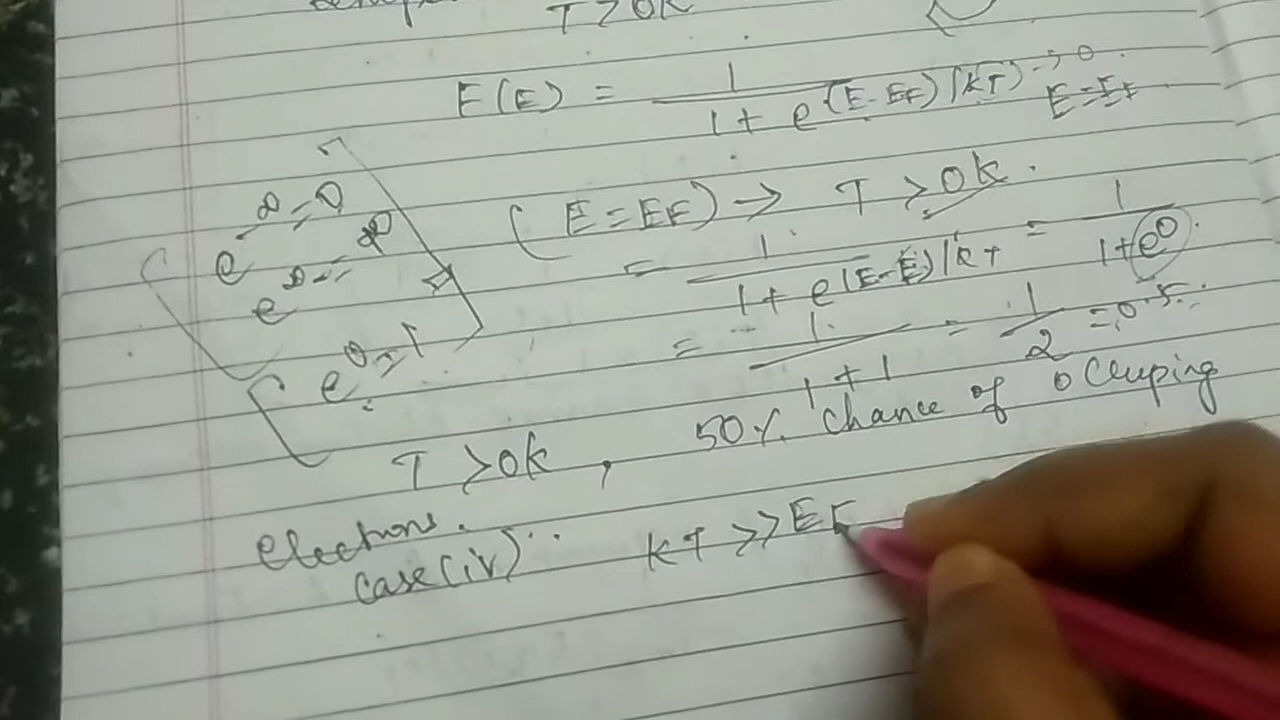 T > 0K
F(E) = 1 / 1 + e^(E-EF)/(kT) → 0
E=EF
(E = EF) → T > 0K.
= 1 / 1 + e^(E-E)/kT = 1 / 1+e^0
= 1 / 1 + 1 = 1/2 = 0.5.
e^∞ = ∞
e^0 = 1
T > 0K, 50%. chance of occuping
electrons.
case(iv): kT >> EF